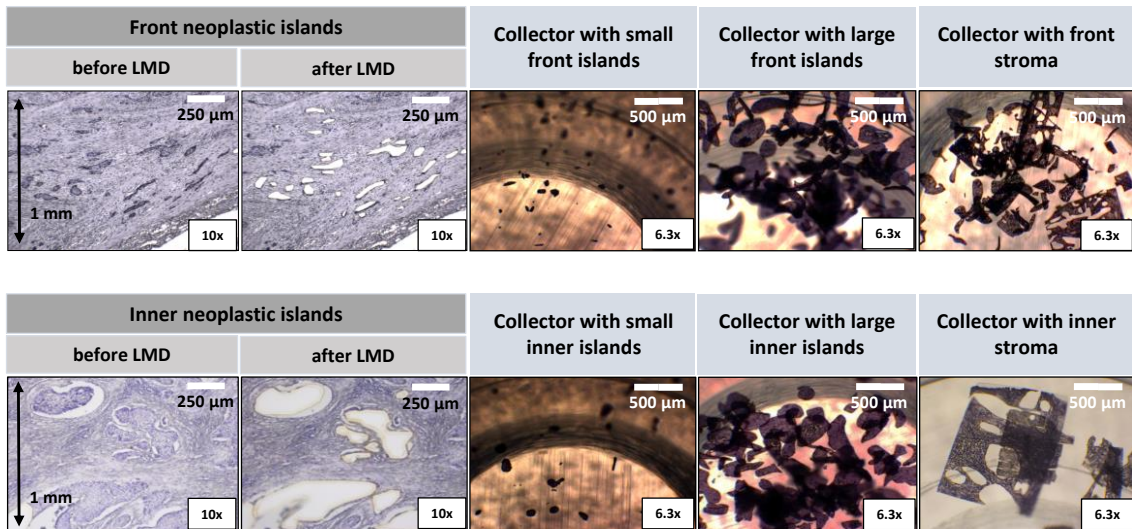 Front neoplastic islands
before LMD
after LMD
Collector with small
front islands
Collector with large
front islands
Collector with front
stroma
250 µm
250 µm
500 µm
500 µm
500 µm
1 mm
10x
10x
6.3x
6.3x
6.3x
Inner neoplastic islands
before LMD
after LMD
Collector with small
inner islands
Collector with large
inner islands
Collector with inner
stroma
250 µm
250 µm
500 µm
500 µm
500 µm
1 mm
10x
10x
6.3x
6.3x
6.3x